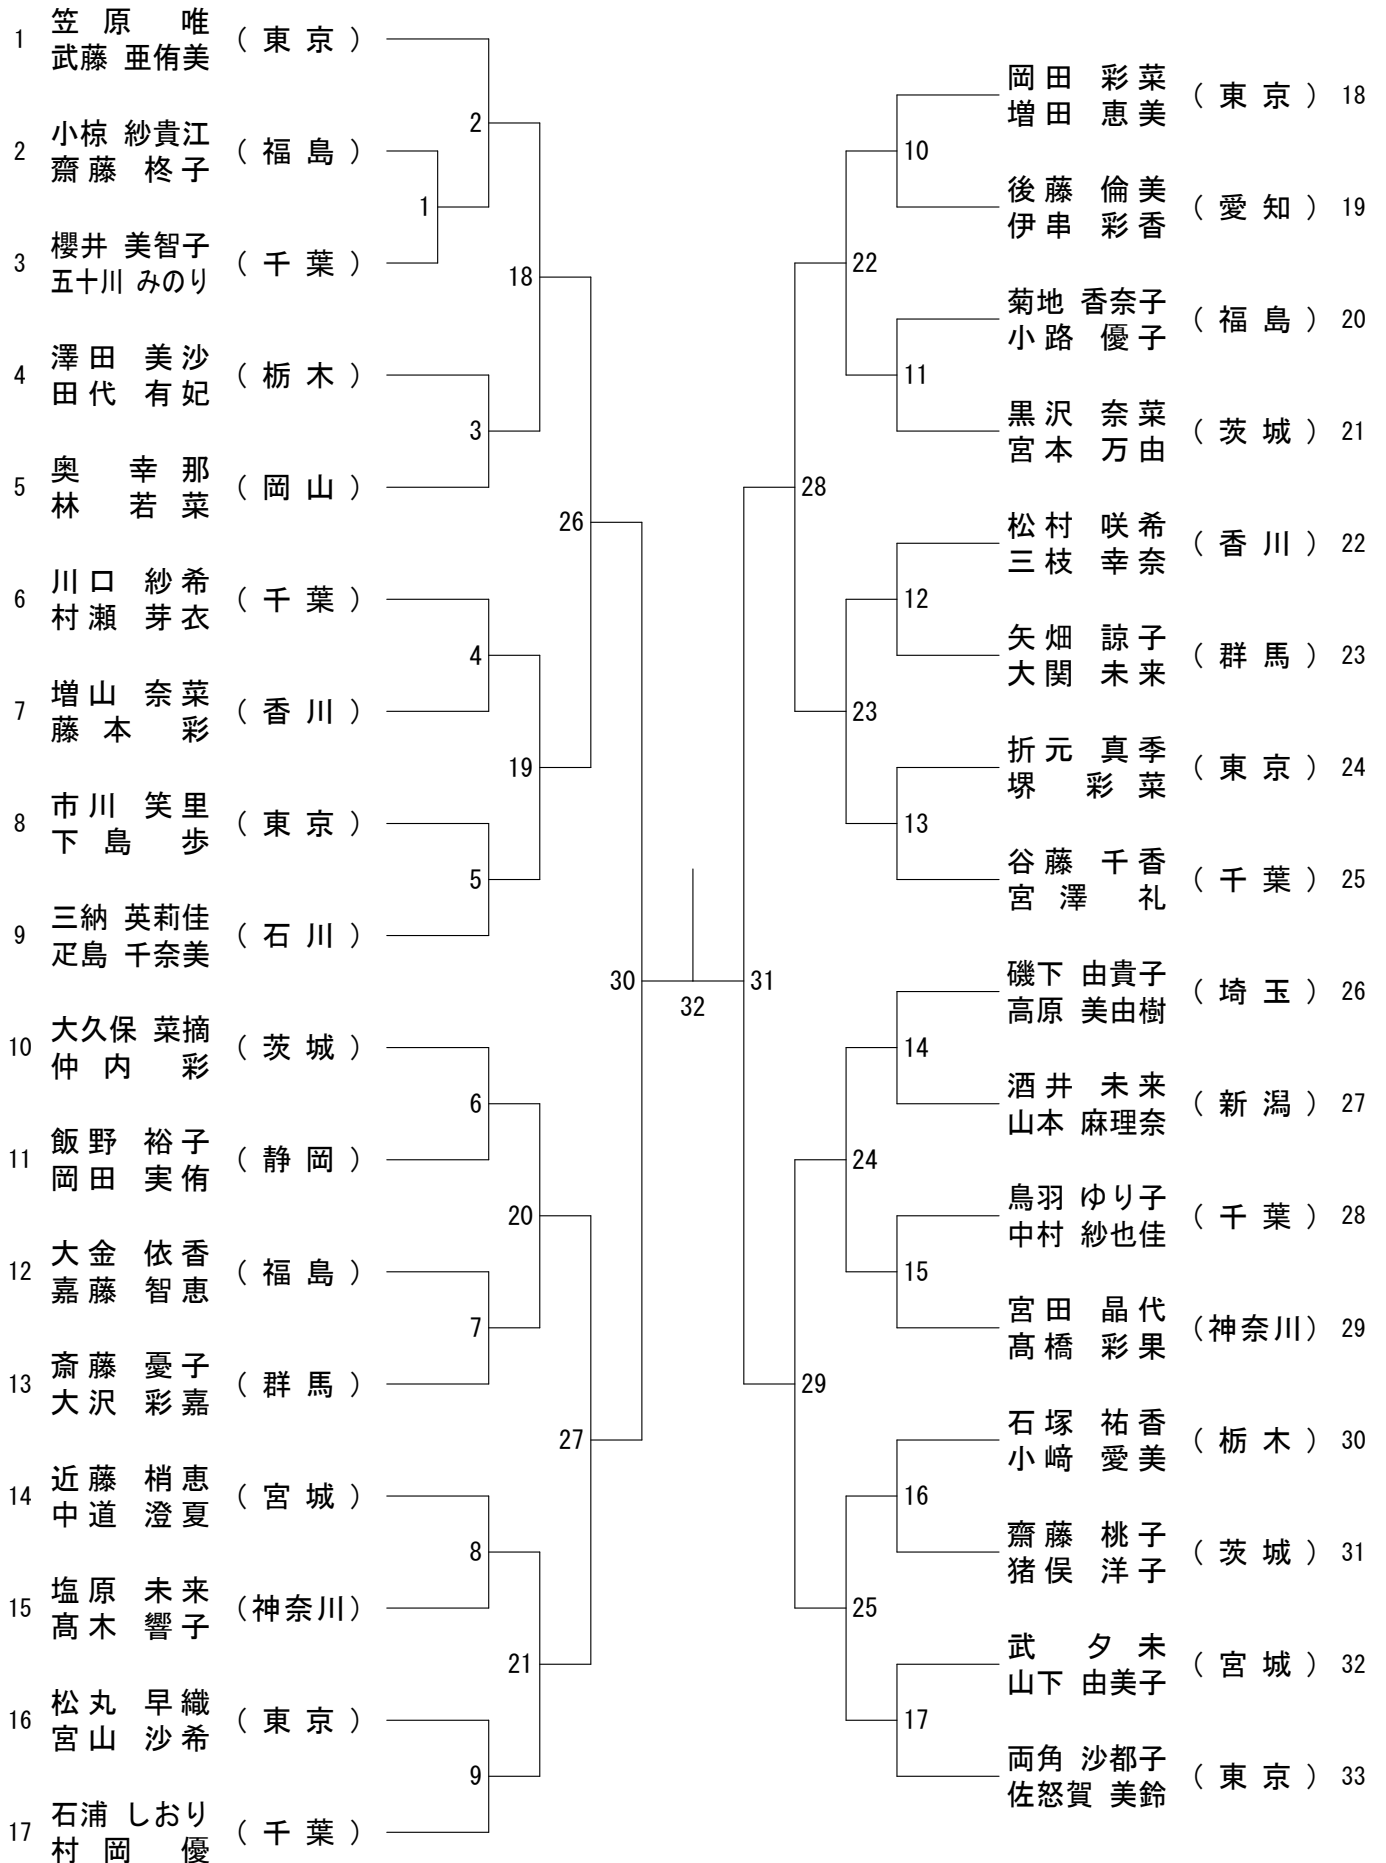 1 笠原 唯 (東京)
武藤 亜侑美
2 小椋 紗貴江 (福島)
齋藤 柊子
3 櫻井 美智子 (千葉)
五十川 みのり
4 澤田 美沙 (栃木)
田代 有妃
5 奥 幸那 (岡山)
林 若菜
6 川口 紗希 (千葉)
村瀬 芽衣
7 増山 奈菜 (香川)
藤本 彩
8 市川 笑里 (東京)
下島 歩
9 三納 英莉佳 (石川)
疋島 千奈美
10 大久保 菜摘 (茨城)
仲内 彩
11 飯野 裕子 (静岡)
岡田 実侑
12 大金 依香 (福島)
嘉藤 智恵
13 斎藤 憂子 (群馬)
大沢 彩嘉
14 近藤 梢恵 (宮城)
中道 澄夏
15 塩原 未来 (神奈川)
髙木 響子
16 松丸 早織 (東京)
宮山 沙希
17 石浦 しおり (千葉)
村岡 優
2
1
18
3
26
4
19
5
30
6
20
7
27
8
21
9
32
31
10
22
11
28
12
23
13
14
24
15
29
16
25
17
岡田 彩菜 (東京) 18
増田 恵美
後藤 倫美 (愛知) 19
伊串 彩香
菊地 香奈子 (福島) 20
小路 優子
黒沢 奈菜 (茨城) 21
宮本 万由
松村 咲希 (香川) 22
三枝 幸奈
矢畑 諒子 (群馬) 23
大関 未来
折元 真季 (東京) 24
堺 彩菜
谷藤 千香 (千葉) 25
宮澤 礼
磯下 由貴子 (埼玉) 26
高原 美由樹
酒井 未来 (新潟) 27
山本 麻理奈
鳥羽 ゆり子 (千葉) 28
中村 紗也佳
宮田 晶代 (神奈川) 29
髙橋 彩果
石塚 祐香 (栃木) 30
小﨑 愛美
齋藤 桃子 (茨城) 31
猪俣 洋子
武 夕未 (宮城) 32
山下 由美子
両角 沙都子 (東京) 33
佐怒賀 美鈴